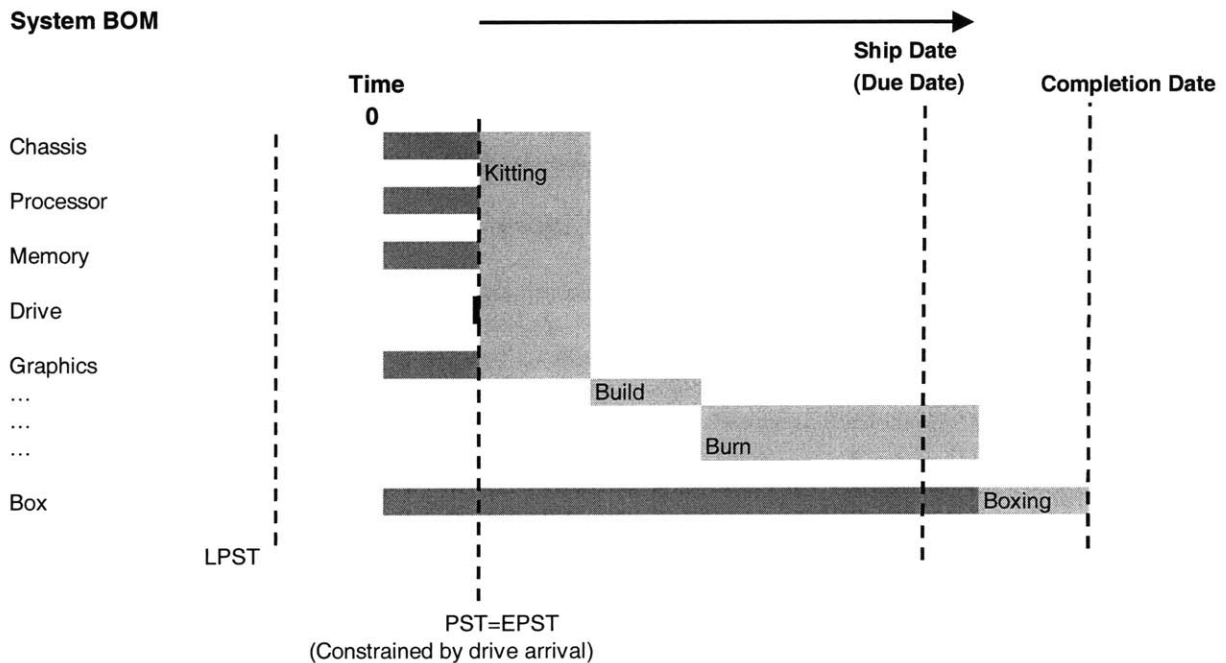 System BOM
Ship Date
(Due Date)
Time
Completion Date
0
Chassis
Kitting
Processor
Memory
Drive
Graphics
...
Build
...
...
Burn
Box
Boxing
LPST
PST=EPST
(Constrained by drive arrival)